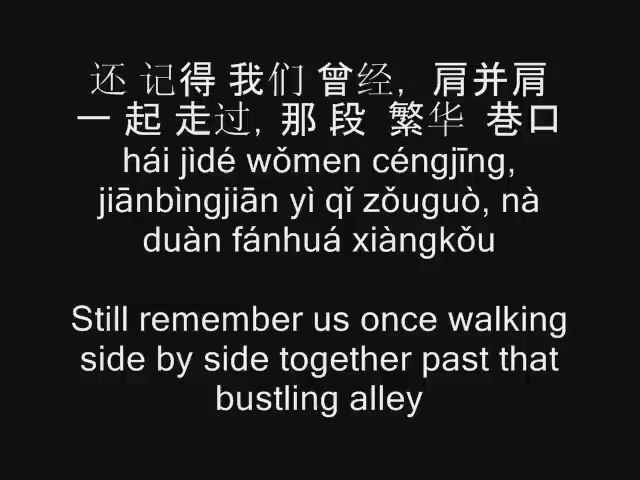 还 记得 我们 曾经，肩并肩
一 起 走过, 那 段 繁华 巷口
hái jìdé wǒmen céngjīng,
jiānbìngjiān yì qǐ zǒuguò, nà
duàn fánhuá xiàngkǒu
Still remember us once walking
side by side together past that
bustling alley